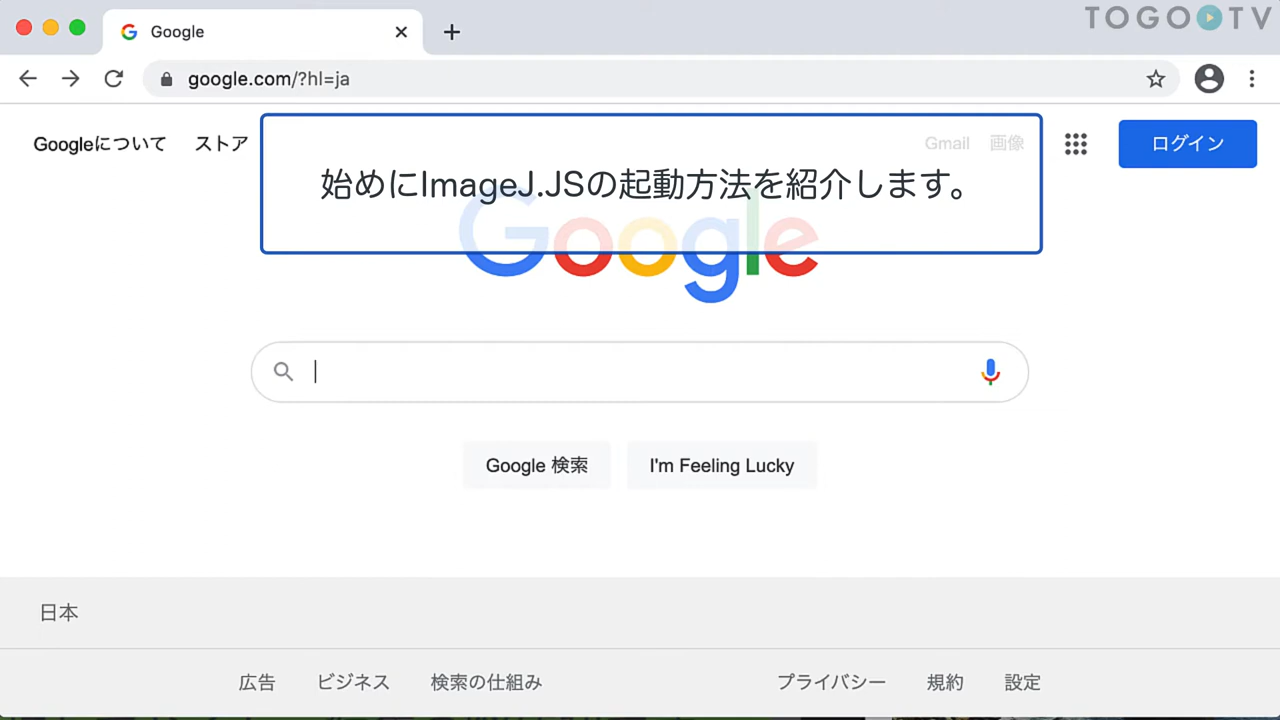 TOGO TV
Google
google.com/?hl=ja
Googleについて ストア Gmail 画像 ログイン
始めにImageJ.JSの起動方法を紹介します。
Google
Google 検索 I'm Feeling Lucky
日本
広告 ビジネス 検索の仕組み プライバシー 規約 設定